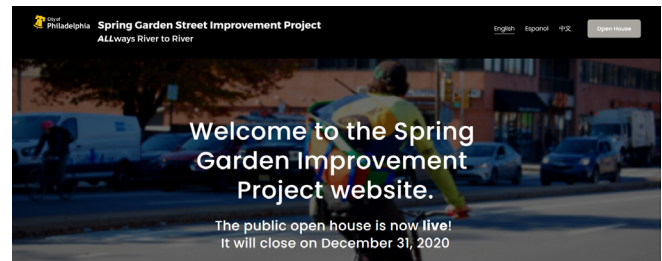 City of
Philadelphia
Spring Garden Street Improvement Project
ALLways River to River
English Espanol 中文 Open House
Welcome to the Spring
Garden Improvement
Project website.
The public open house is now live!
It will close on December 31, 2020